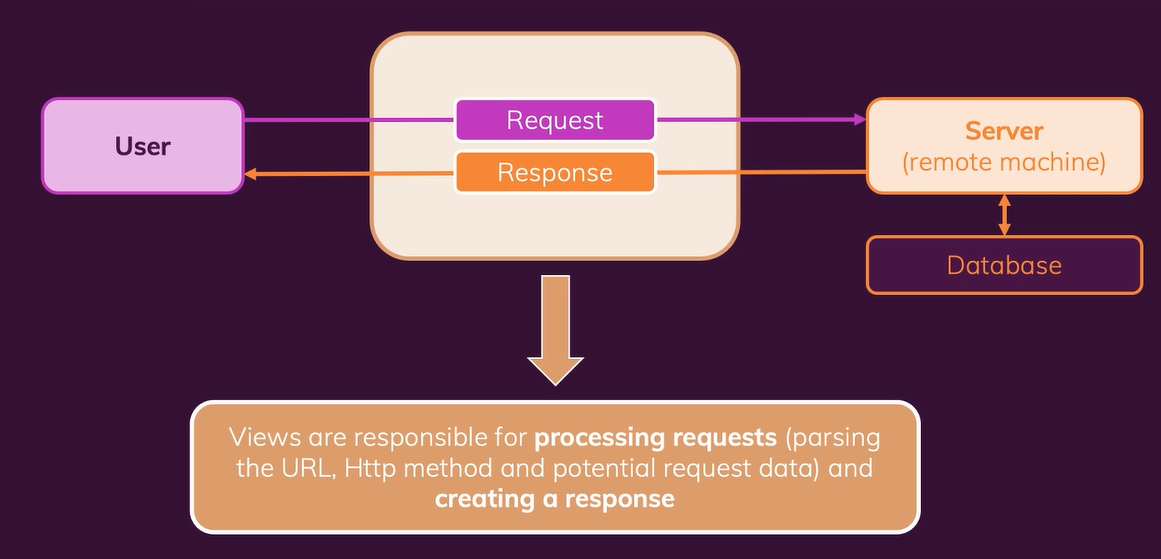 User
Request
Response
Server
(remote machine)
Database
Views are responsible for processing requests (parsing
the URL, Http method and potential request data) and
creating a response